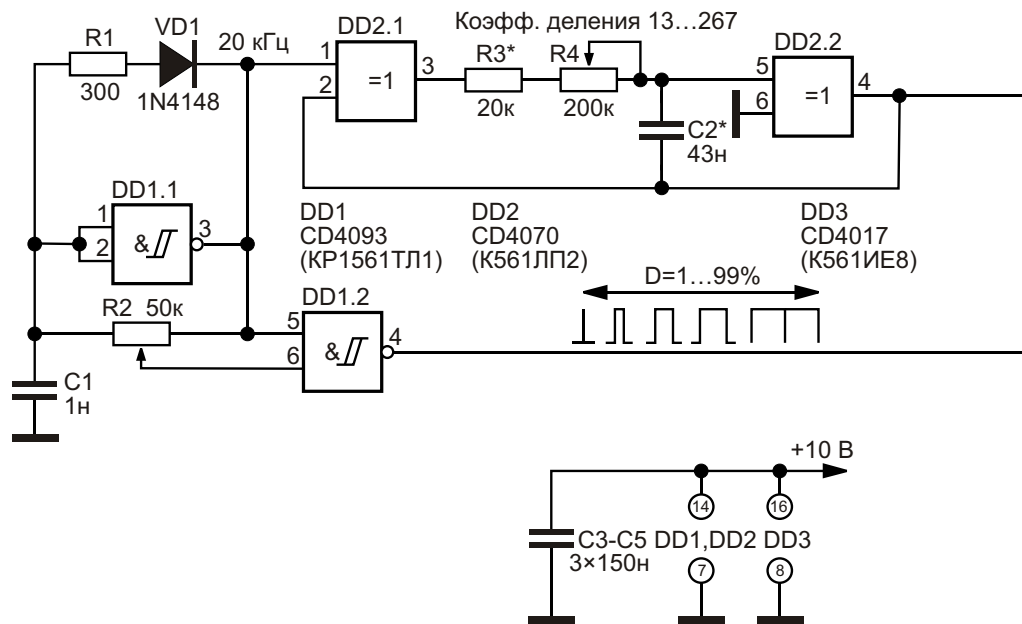 Коэфф. деления 13...267
R1
VD1
20 кГц
DD2.1
R3*
R4
DD2.2
1
2
=1
3
5
6
=1
4
300
1N4148
20к
200к
C2*
43н
DD1.1
1
2
&
3
DD1
CD4093
(КР1561ТЛ1)
DD2
CD4070
(К561ЛП2)
DD3
CD4017
(К561ИЕ8)
D=1...99%
R2 50к
DD1.2
5
6
&
4
C1
1н
+10 В
14
16
C3-C5 DD1,DD2 DD3
3×150н
7
8